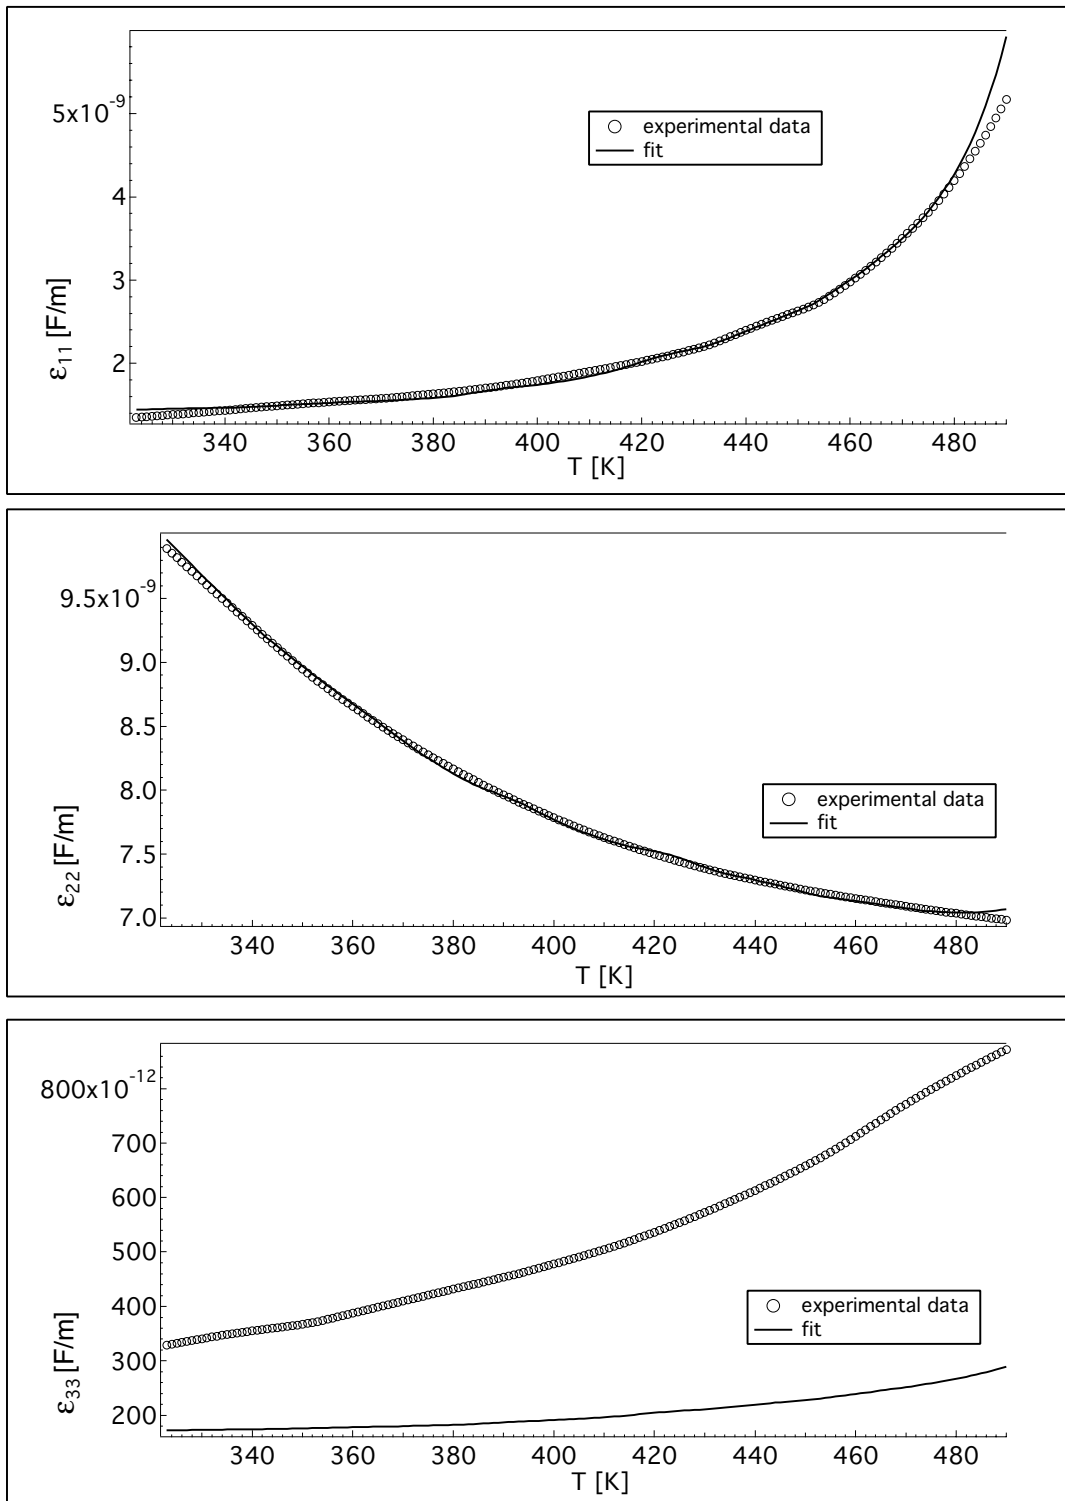 5x10⁻⁹
4
3
2
ε₁₁ [F/m]
experimental data
fit
340 360 380 400 420 440 460 480
T [K]
9.5x10⁻⁹
9.0
8.5
8.0
7.5
7.0
ε₂₂ [F/m]
experimental data
fit
340 360 380 400 420 440 460 480
T [K]
800x10⁻¹²
700
600
500
400
300
200
ε₃₃ [F/m]
experimental data
fit
340 360 380 400 420 440 460 480
T [K]